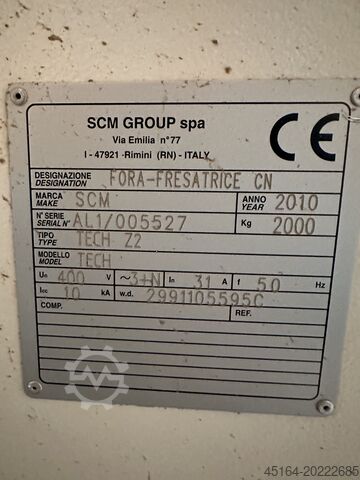 SCM GROUP spa
Via Emilia n°77
I - 47921 -Rimini (RN) - ITALY
CE
DESIGNAZIONE DESIGNATION FORA-FRESATRICE CN
MARCA MAKE SCM ANNO YEAR 2010
N° SERIE SERIAL N° AL1/005527 Kg 2000
TIPO TYPE TECH Z2
MODELLO MODEL TECH
Un 400 V ~3+N In 31 A f 50 Hz
Icc 10 kA w.d. 2991105595C
COMP. REF.
45164-20222685